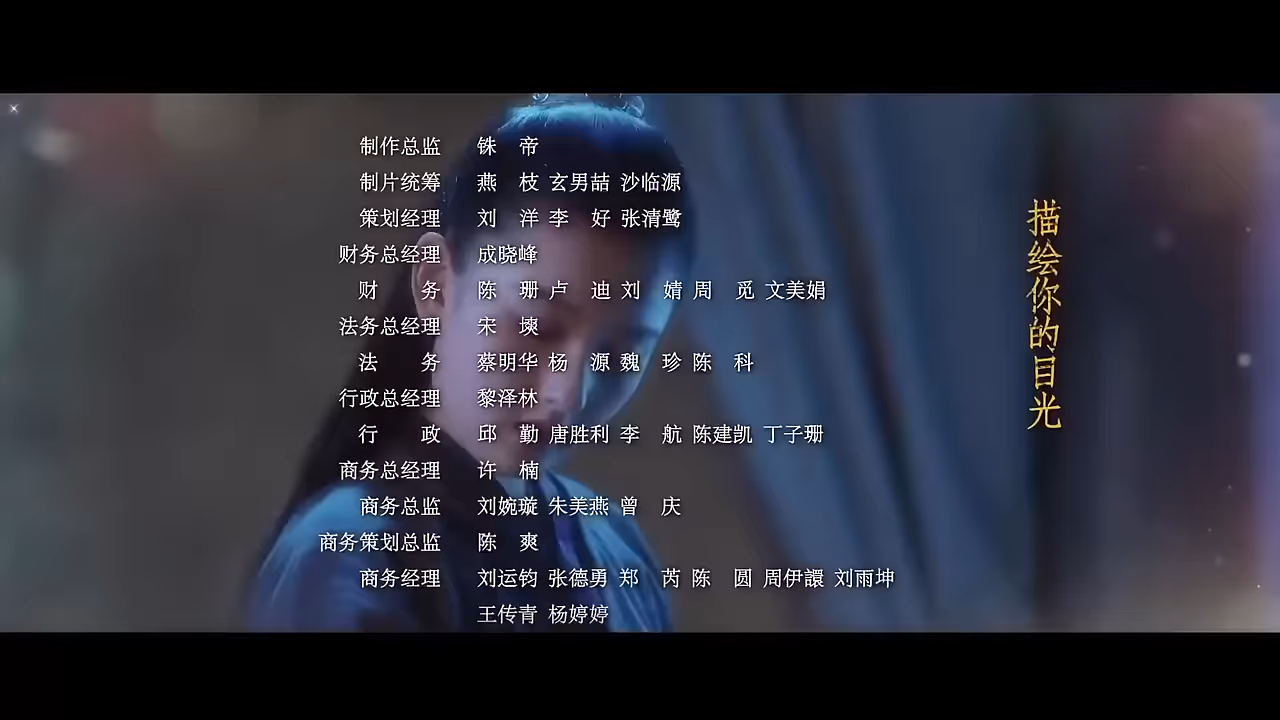 制作总监 铢 帝
制片统筹 燕 枝 玄男喆 沙临源
策划经理 刘 洋 李 好 张清鹭
财务总经理 成晓峰
财 务 陈 珊 卢 迪 刘 婧 周 觅 文美娟
法务总经理 宋 堧
法 务 蔡明华 杨 源 魏 珍 陈 科
行政总经理 黎泽林
行 政 邱 勤 唐胜利 李 航 陈建凯 丁子珊
商务总经理 许 楠
商务总监 刘婉璇 朱美燕 曾 庆
商务策划总监 陈 爽
商务经理 刘运钧 张德勇 郑 芮 陈 圆 周伊譞 刘雨坤
王传青 杨婷婷
描绘你的目光